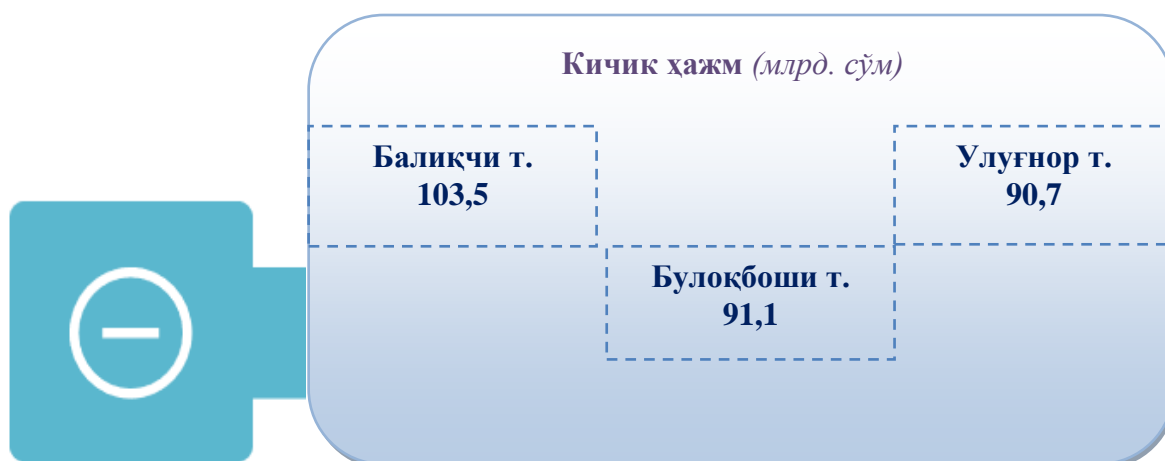 Кичик ҳажм (млрд. сўм)
Балиқчи т.
103,5
Улуғнор т.
90,7
Булоқбоши т.
91,1